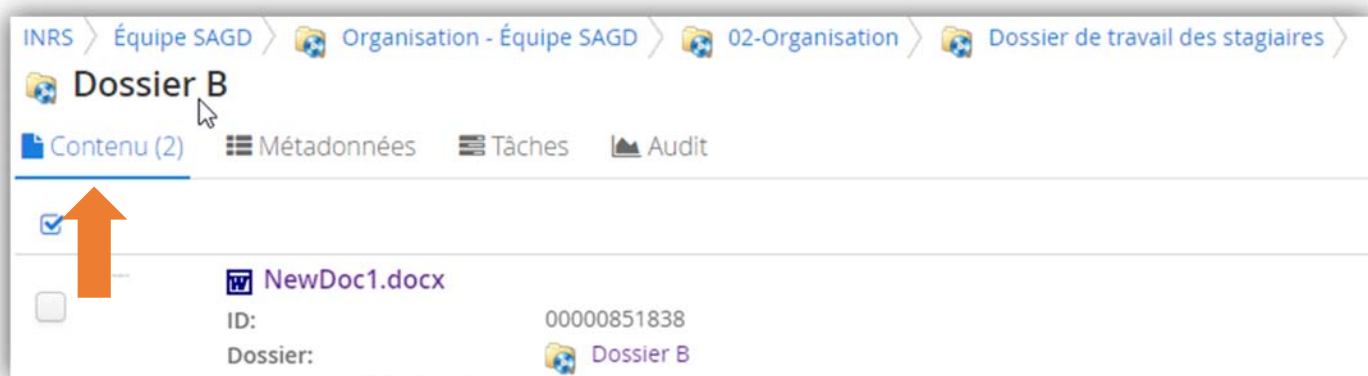 INRS Équipe SAGD Organisation - Équipe SAGD 02-Organisation Dossier de travail des stagiaires
Dossier B
Contenu (2) Métadonnées Tâches Audit
NewDoc1.docx
ID: 00000851838
Dossier: Dossier B